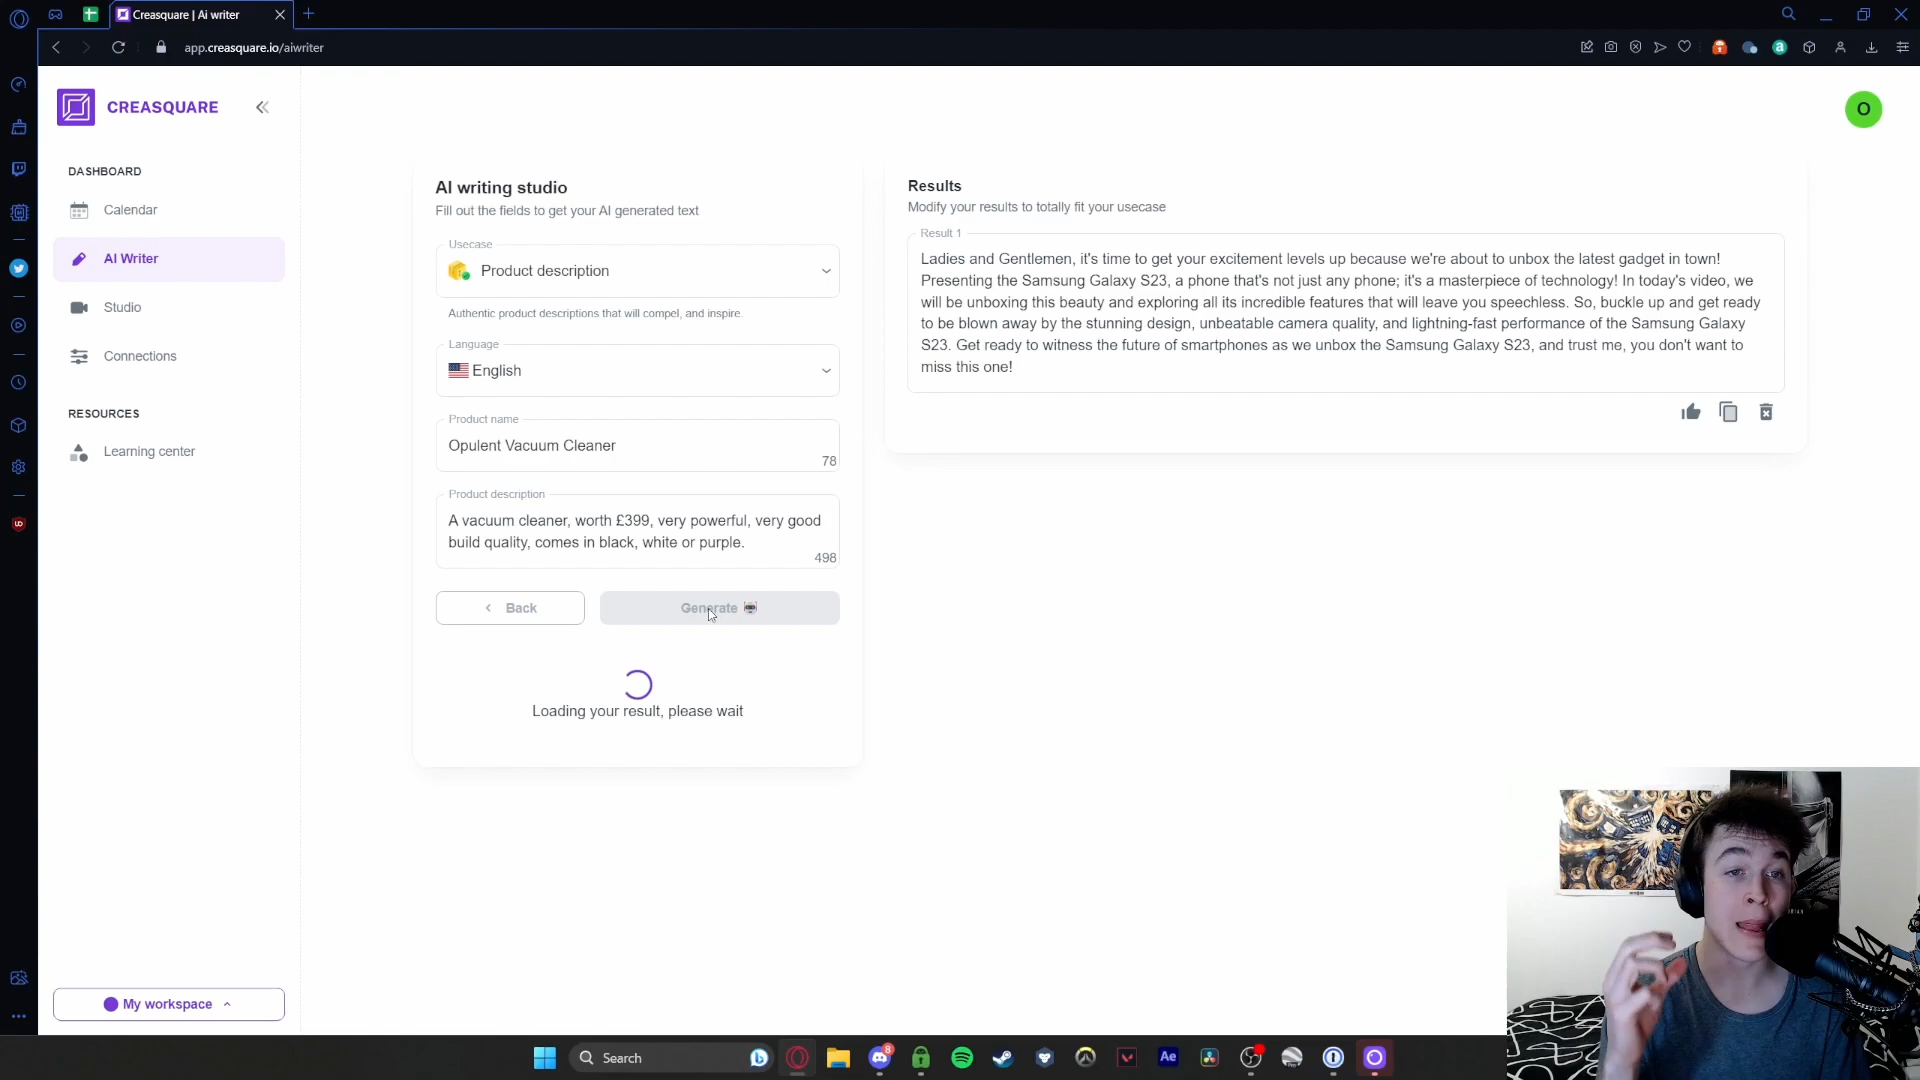 Creasquare | Ai writer
app.creasquare.io/aiwriter
CREASQUARE
O
DASHBOARD
Calendar
AI Writer
Studio
Connections
RESOURCES
Learning center
My workspace
AI writing studio
Fill out the fields to get your AI generated text
Usecase
Product description
Authentic product descriptions that will compel, and inspire.
Language
English
Product name
Opulent Vacuum Cleaner
78
Product description
A vacuum cleaner, worth £399, very powerful, very good
build quality, comes in black, white or purple.
498
Back
Generate
Loading your result, please wait
Results
Modify your results to totally fit your usecase
Result 1
Ladies and Gentlemen, it's time to get your excitement levels up because we're about to unbox the latest gadget in town!
Presenting the Samsung Galaxy S23, a phone that's not just any phone; it's a masterpiece of technology! In today's video, we
will be unboxing this beauty and exploring all its incredible features that will leave you speechless. So, buckle up and get ready
to be blown away by the stunning design, unbeatable camera quality, and lightning-fast performance of the Samsung Galaxy
S23. Get ready to witness the future of smartphones as we unbox the Samsung Galaxy S23, and trust me, you don't want to
miss this one!
Search
8
Ae